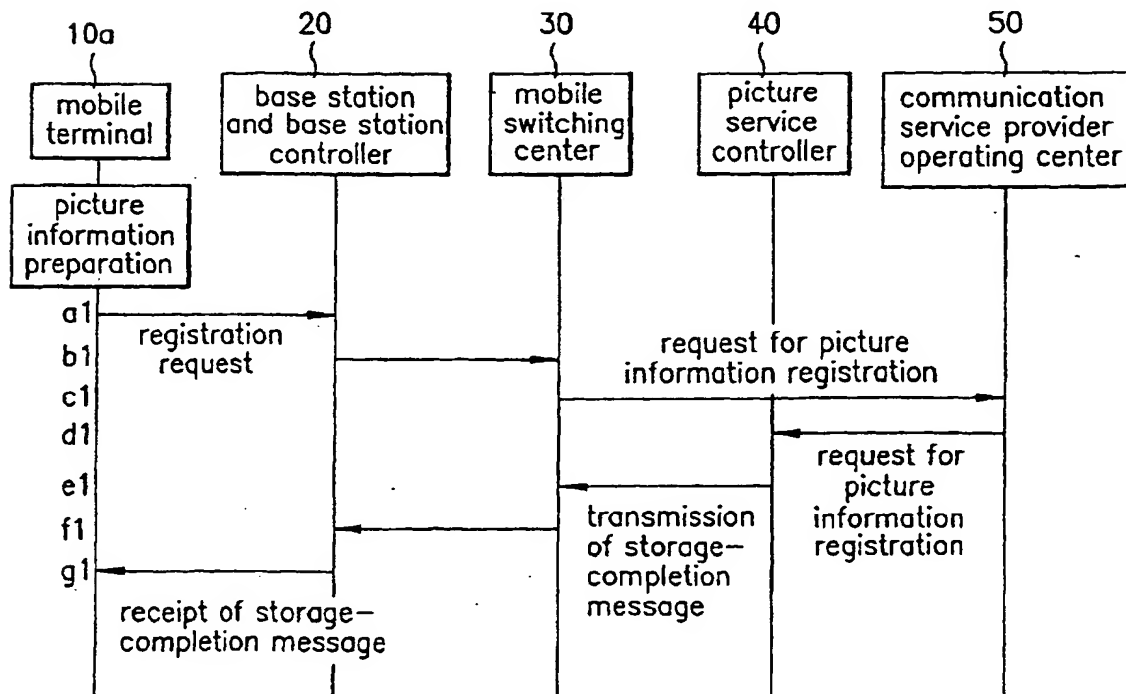 10a
20
30
40
50
mobile
terminal
base station
and base station
controller
mobile
switching
center
picture
service
controller
communication
service provider
operating center
picture
information
preparation
a1
registration
request
b1
request for picture
information registration
c1
d1
request for
picture
information
registration
e1
transmission
of storage-
completion
message
f1
g1
receipt of storage-
completion message